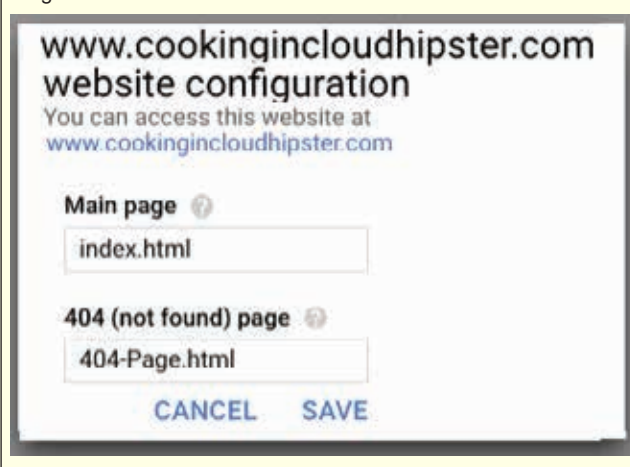 www.cookingincloudhipster.com
website configuration
You can access this website at
www.cookingincloudhipster.com
Main page
index.html
404 (not found) page
404-Page.html
CANCEL SAVE